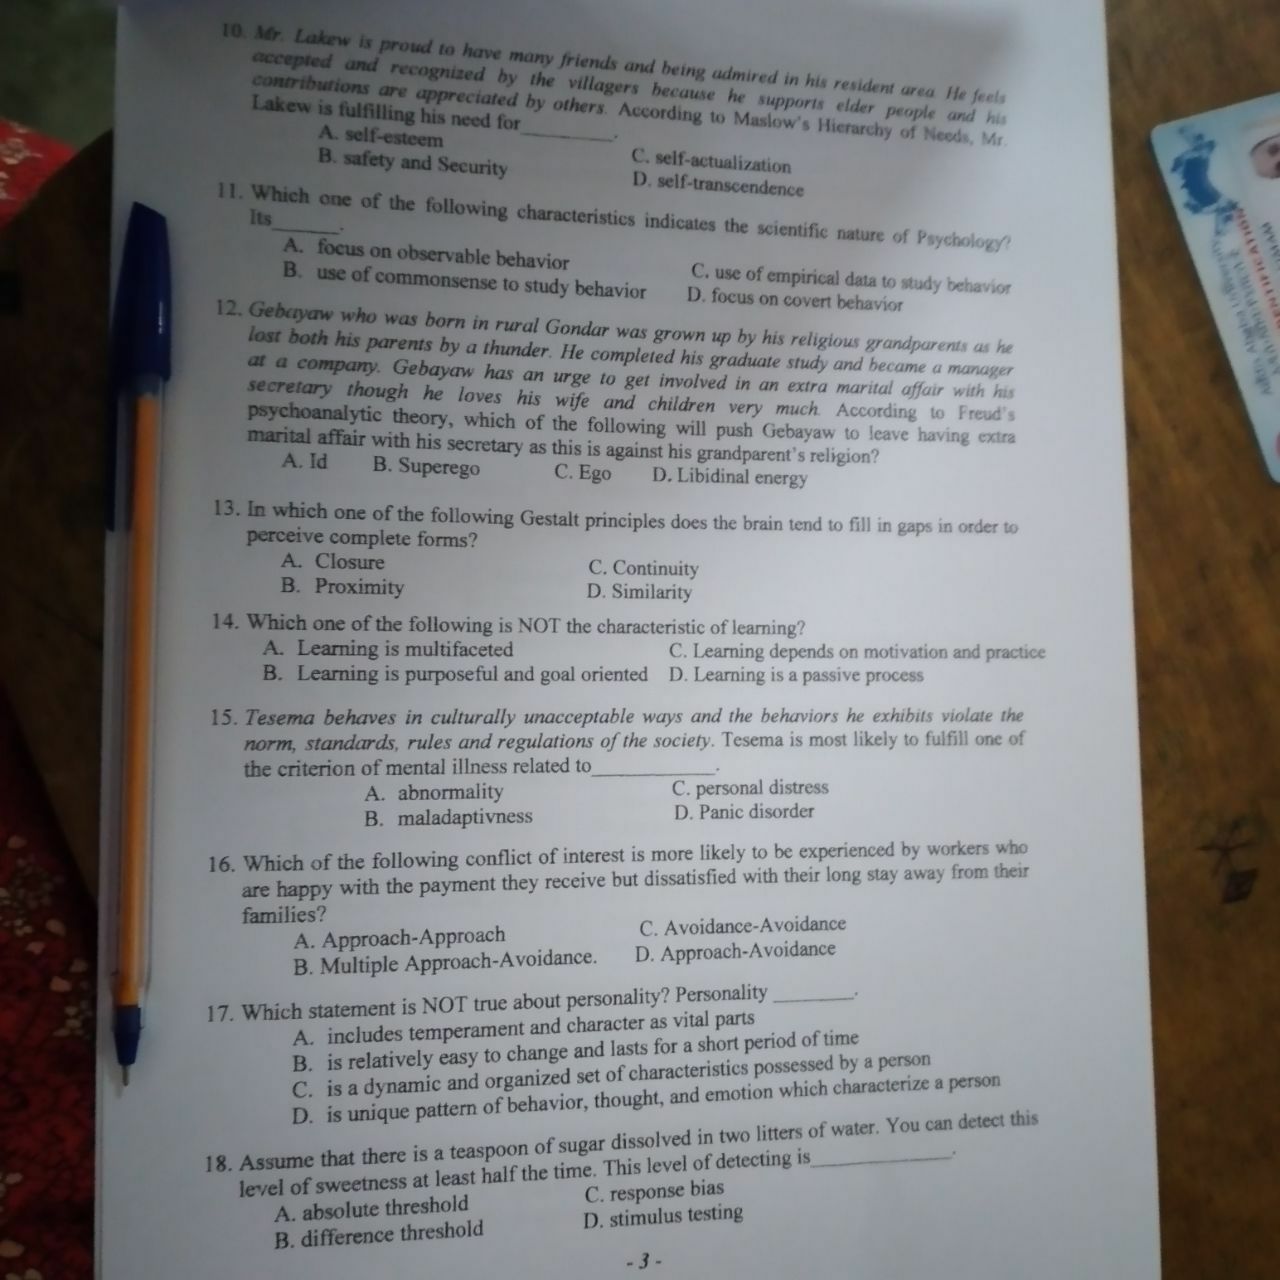 10. Mr. Lakew is proud to have many friends and being admired in his resident area. He feels
accepted and recognized by the villagers because he supports elder people and his
contributions are appreciated by others. According to Maslow's Hierarchy of Needs, Mr.
Lakew is fulfilling his need for __________.
A. self-esteem
B. safety and Security
C. self-actualization
D. self-transcendence
11. Which one of the following characteristics indicates the scientific nature of Psychology?
Its_______.
A. focus on observable behavior
B. use of commonsense to study behavior
C. use of empirical data to study behavior
D. focus on covert behavior
12. Gebayaw who was born in rural Gondar was grown up by his religious grandparents as he
lost both his parents by a thunder. He completed his graduate study and became a manager
at a company. Gebayaw has an urge to get involved in an extra marital affair with his
secretary though he loves his wife and children very much. According to Freud's
psychoanalytic theory, which of the following will push Gebayaw to leave having extra
marital affair with his secretary as this is against his grandparent's religion?
A. Id B. Superego C. Ego D. Libidinal energy
13. In which one of the following Gestalt principles does the brain tend to fill in gaps in order to
perceive complete forms?
A. Closure
B. Proximity
C. Continuity
D. Similarity
14. Which one of the following is NOT the characteristic of learning?
A. Learning is multifaceted C. Learning depends on motivation and practice
B. Learning is purposeful and goal oriented D. Learning is a passive process
15. Tesema behaves in culturally unacceptable ways and the behaviors he exhibits violate the
norm, standards, rules and regulations of the society. Tesema is most likely to fulfill one of
the criterion of mental illness related to____________.
A. abnormality
B. maladaptivness
C. personal distress
D. Panic disorder
16. Which of the following conflict of interest is more likely to be experienced by workers who
are happy with the payment they receive but dissatisfied with their long stay away from their
families?
A. Approach-Approach
B. Multiple Approach-Avoidance.
C. Avoidance-Avoidance
D. Approach-Avoidance
17. Which statement is NOT true about personality? Personality ________.
A. includes temperament and character as vital parts
B. is relatively easy to change and lasts for a short period of time
C. is a dynamic and organized set of characteristics possessed by a person
D. is unique pattern of behavior, thought, and emotion which characterize a person
18. Assume that there is a teaspoon of sugar dissolved in two litters of water. You can detect this
level of sweetness at least half the time. This level of detecting is______________.
A. absolute threshold
B. difference threshold
C. response bias
D. stimulus testing
- 3 -